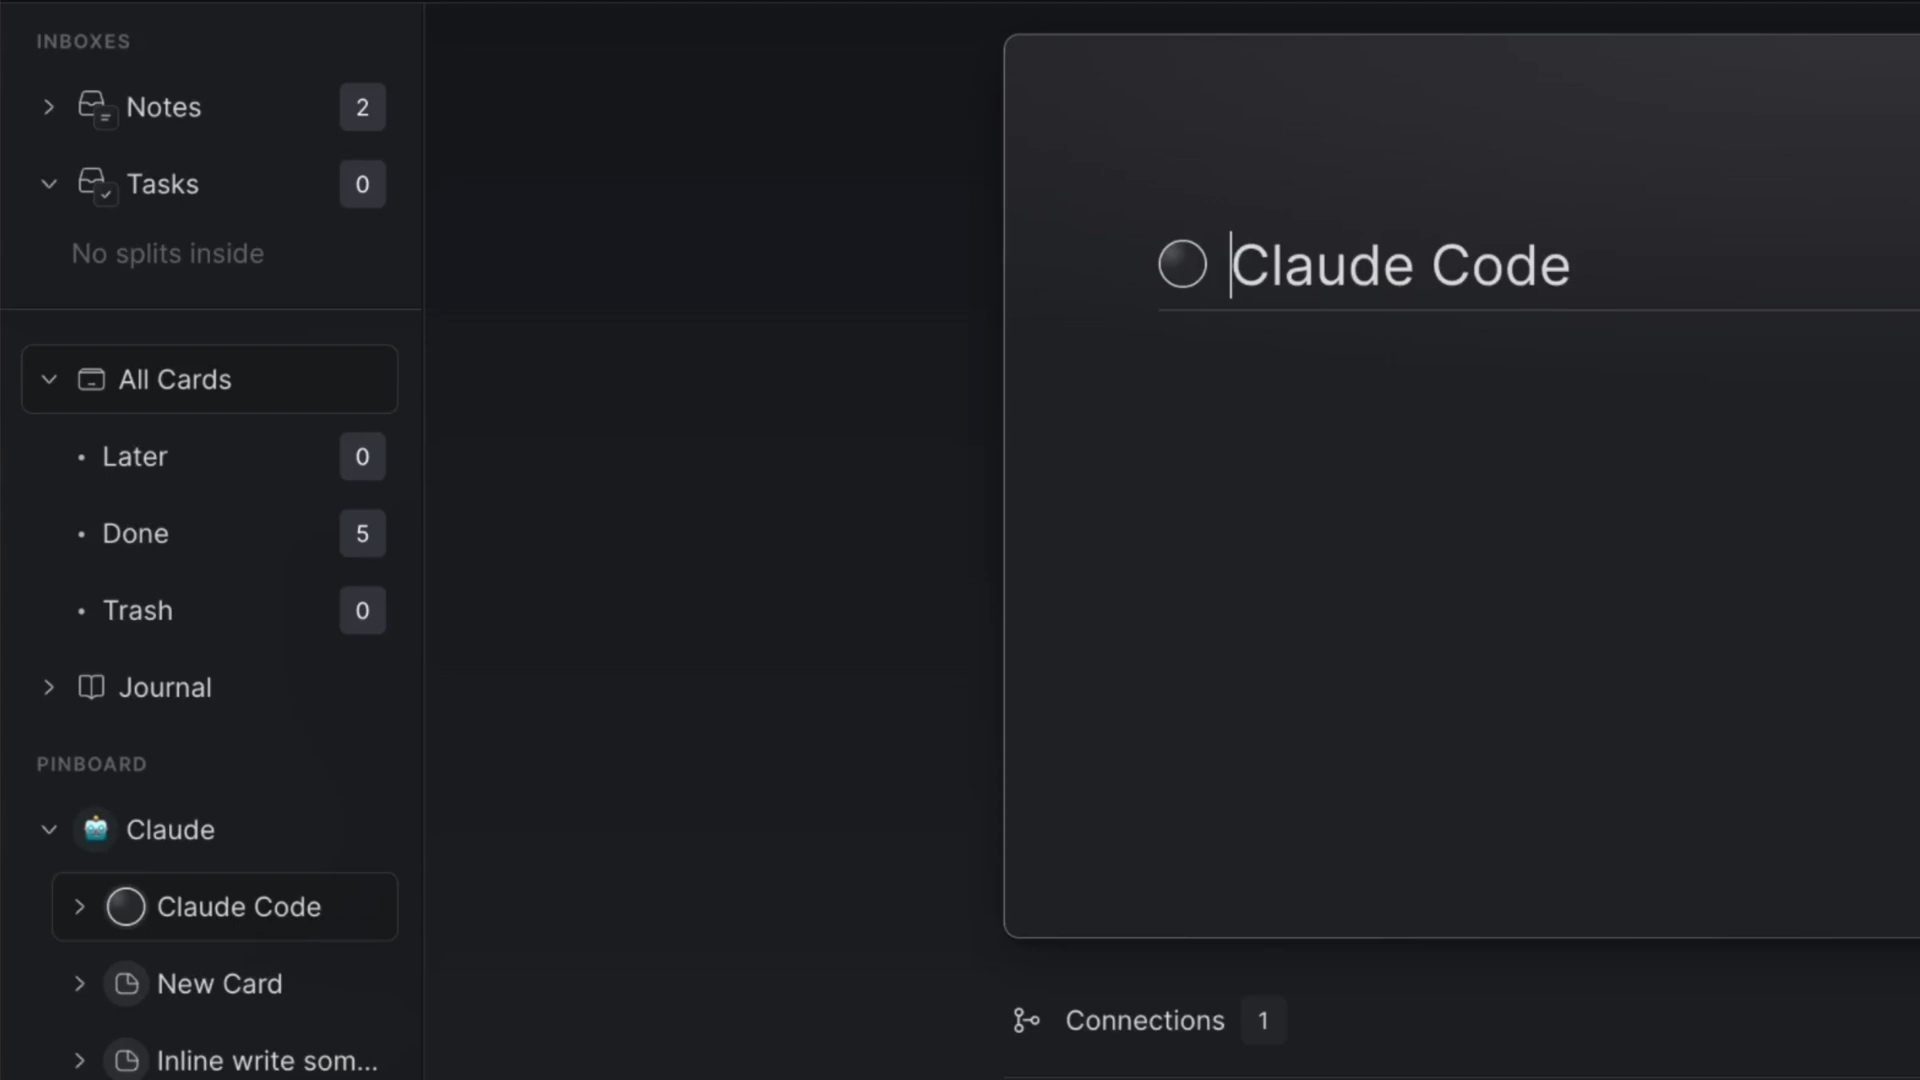 INBOXES
Notes 2
Tasks 0
No splits inside
All Cards
Later 0
Done 5
Trash 0
Journal
PINBOARD
Claude
Claude Code
New Card
Inline write som...
Claude Code
Connections 1